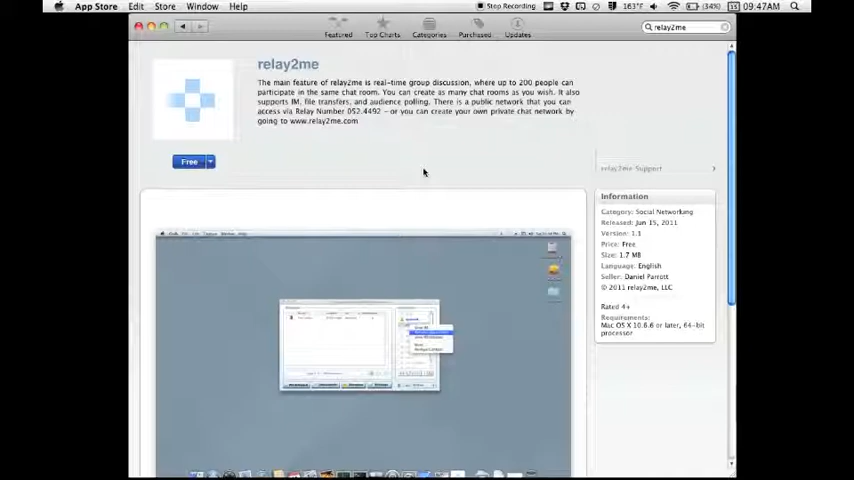 App Store Edit Store Window Help Stop Recording 163°F (34%) 15 09:47AM
Featured Top Charts Categories Purchased Updates relay2me
relay2me
The main feature of relay2me is real-time group discussion, where up to 200 people can
participate in the same chat room. You can create as many chat rooms as you wish. It also
supports IM, file transfers, and audience polling. There is a public network that you can
access via Relay Number 052.4492 - or you can create your own private chat network by
going to www.relay2me.com
Free
relay2me Support
Information
Category: Social Networking
Released: Jun 15, 2011
Version: 1.1
Price: Free
Size: 1.7 MB
Language: English
Seller: Daniel Parrott
© 2011 relay2me, LLC
Rated 4+
Requirements:
Mac OS X 10.6.6 or later, 64-bit
processor